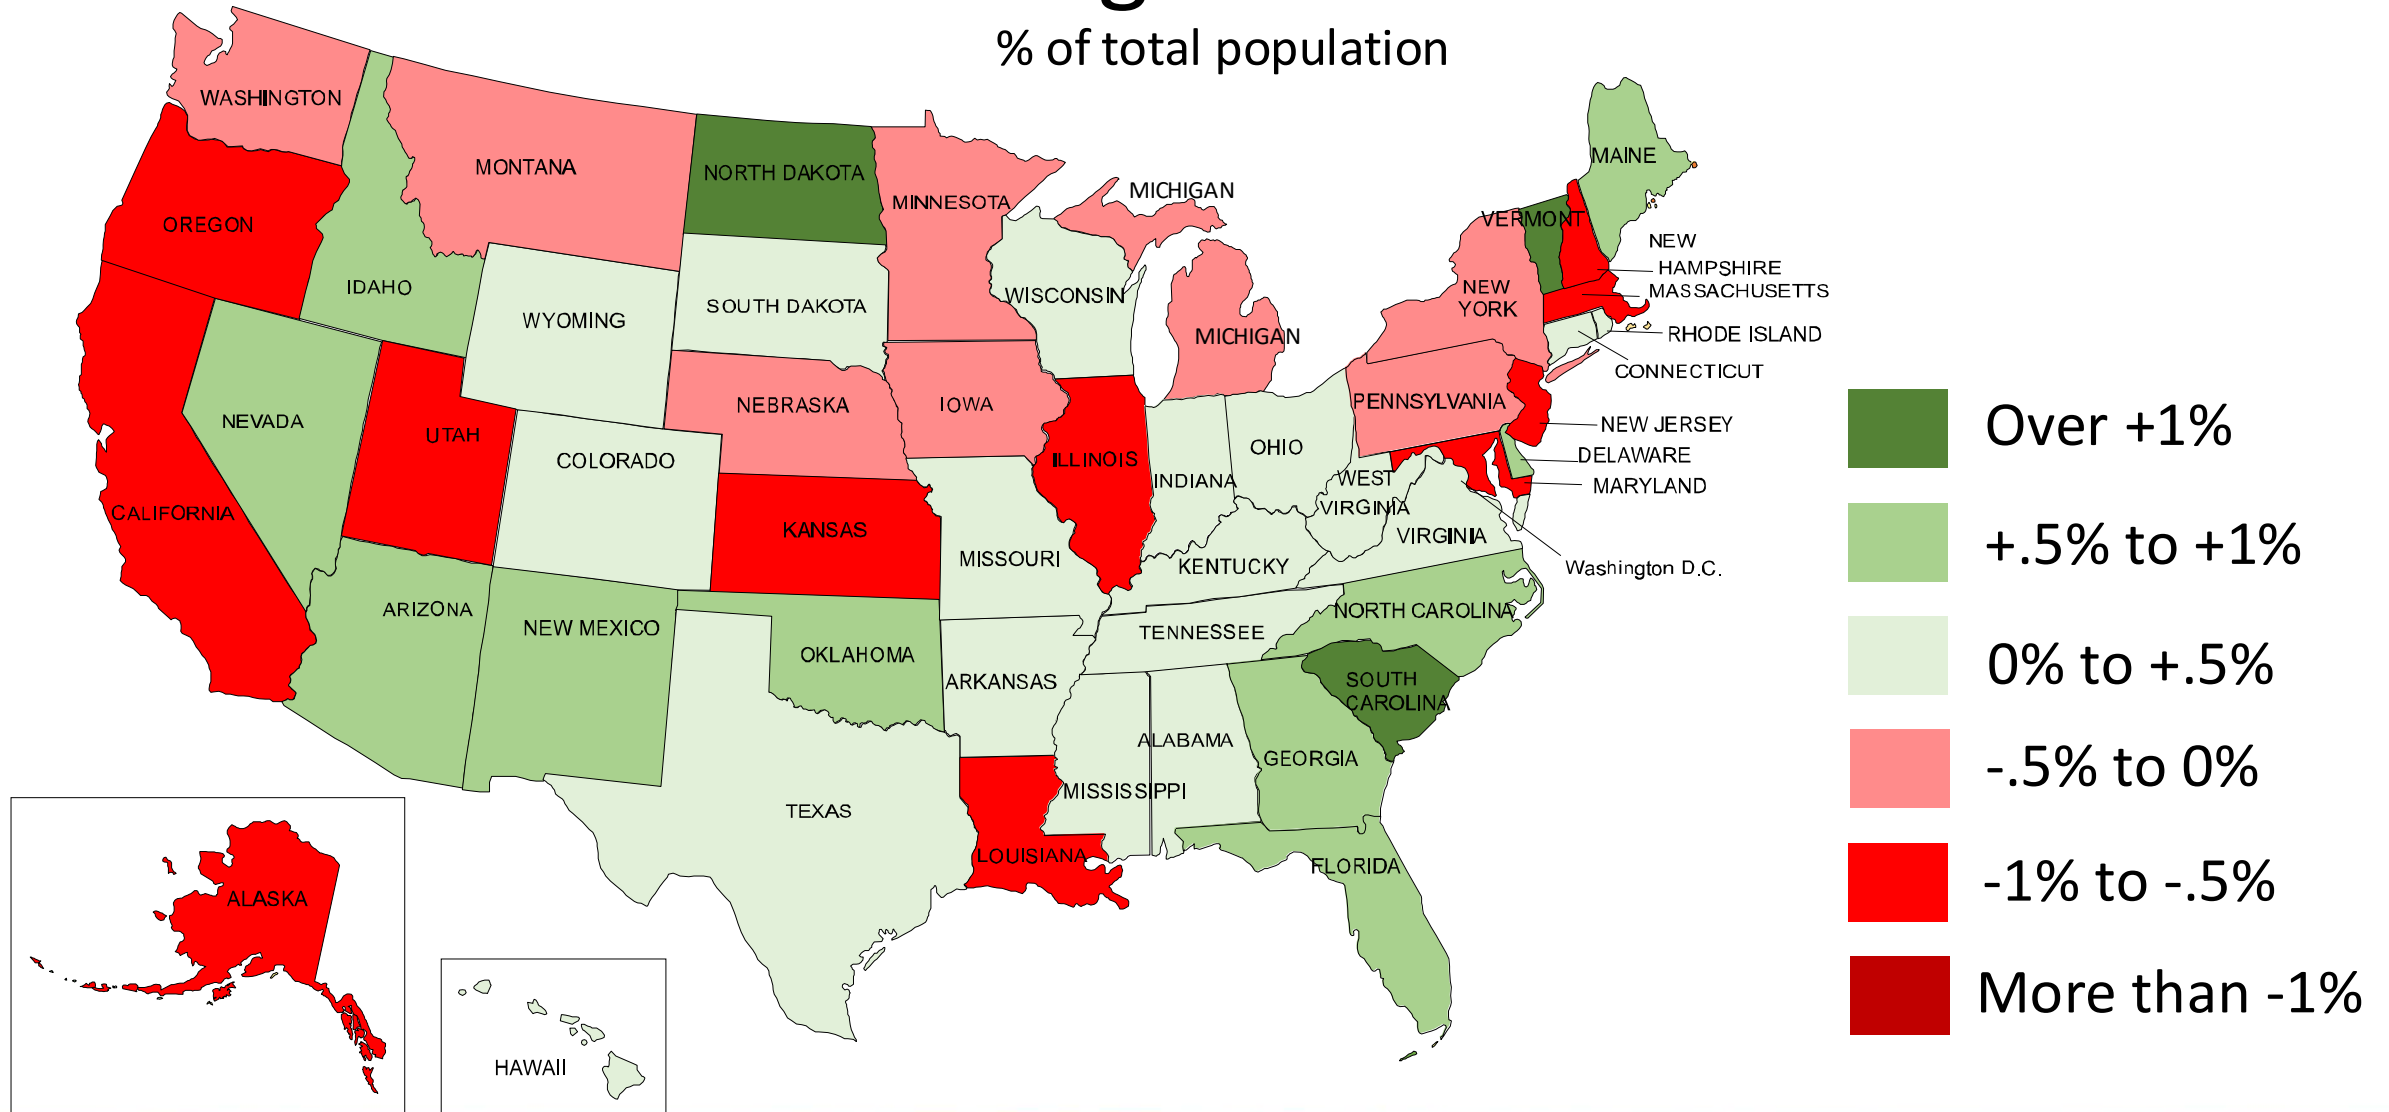 % of total population
WASHINGTON
MONTANA
NORTH DAKOTA
MINNESOTA
MICHIGAN
MAINE
OREGON
IDAHO
VERMONT
NEW
HAMPSHIRE
MASSACHUSETTS
WYOMING
SOUTH DAKOTA
WISCONSIN
MICHIGAN
NEW
YORK
RHODE ISLAND
CONNECTICUT
NEVADA
UTAH
COLORADO
NEBRASKA
IOWA
ILLINOIS
INDIANA
OHIO
PENNSYLVANIA
NEW JERSEY
DELAWARE
MARYLAND
WEST
VIRGINIA
VIRGINIA
Washington D.C.
CALIFORNIA
KANSAS
MISSOURI
KENTUCKY
ARIZONA
NEW MEXICO
OKLAHOMA
ARKANSAS
TENNESSEE
NORTH CAROLINA
SOUTH
CAROLINA
TEXAS
LOUISIANA
MISSISSIPPI
ALABAMA
GEORGIA
FLORIDA
ALASKA
HAWAII
Over +1%
+.5% to +1%
0% to +.5%
-.5% to 0%
-1% to -.5%
More than -1%